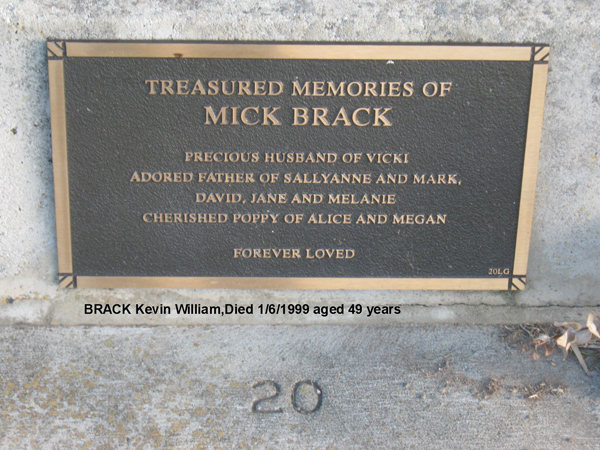 TREASURED MEMORIES OF
MICK BRACK
PRECIOUS HUSBAND OF VICKI
ADORED FATHER OF SALLYANNE AND MARK,
DAVID, JANE AND MELANIE
CHERISHED POPPY OF ALICE AND MEGAN
FOREVER LOVED
20LG
BRACK Kevin William,Died 1/6/1999 aged 49 years
20